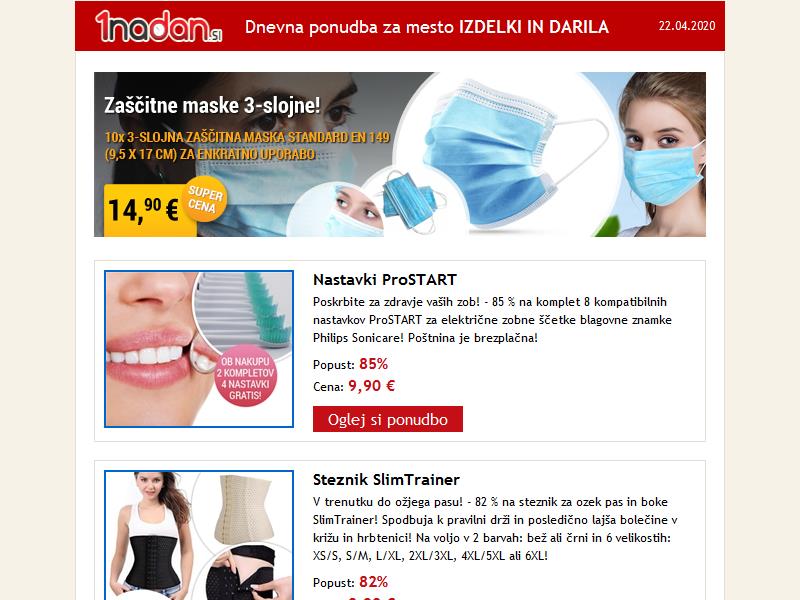 1nadan.si
Dnevna ponudba za mesto IZDELKI IN DARILA
22.04.2020
Zaščitne maske 3-slojne!
10x 3-SLOJNA ZAŠČITNA MASKA STANDARD EN 149
(9,5 X 17 CM) ZA ENKRATNO UPORABO
14,90 €
SUPER
CENA
Nastavki ProSTART
Poskrbite za zdravje vaših zob! - 85 % na komplet 8 kompatibilnih
nastavkov ProSTART za električne zobne ščetke blagovne znamke
Philips Sonicare! Poštnina je brezplačna!
OB NAKUPU
2 KOMPLETOV
4 NASTAVKI
GRATIS!
Popust: 85%
Cena: 9,90 €
Oglej si ponudbo
Steznik SlimTrainer
V trenutku do ožjega pasu! - 82 % na steznik za ozek pas in boke
SlimTrainer! Spodbuja k pravilni drži in posledično lajša bolečine v
križu in hrbtenici! Na voljo v 2 barvah: bež ali črni in 6 velikostih:
XS/S, S/M, L/XL, 2XL/3XL, 4XL/5XL ali 6XL!
Popust: 82%